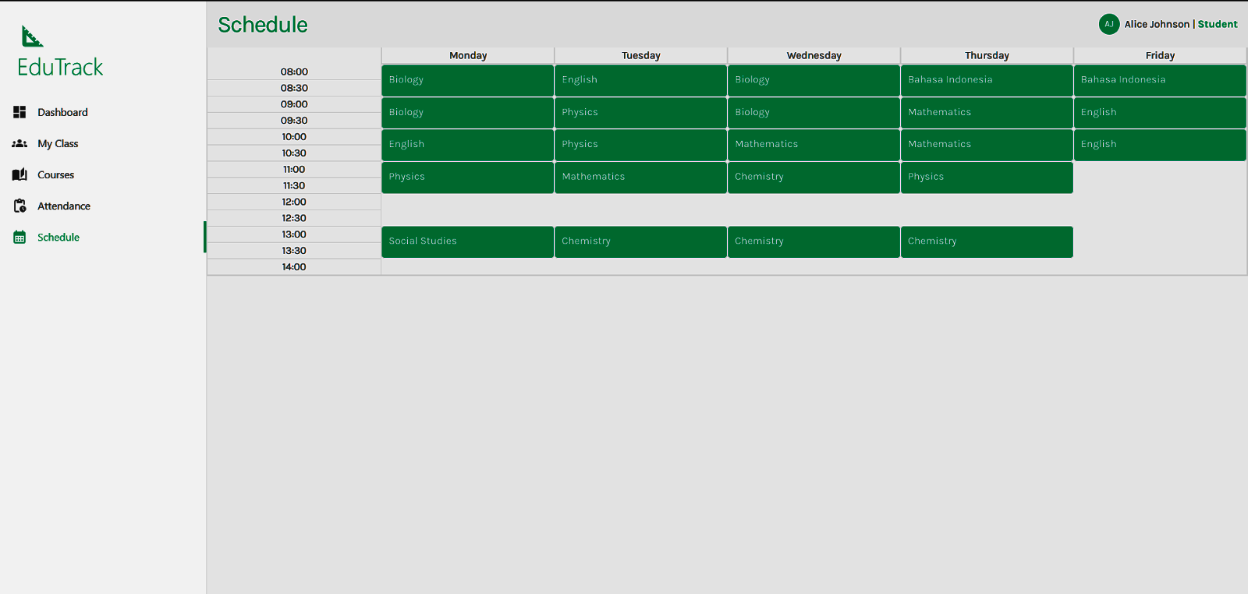 EduTrack
Dashboard
My Class
Courses
Attendance
Schedule
Schedule
AJ Alice Johnson | Student
Monday Tuesday Wednesday Thursday Friday
08:00
Biology English Biology Bahasa Indonesia Bahasa Indonesia
08:30
09:00
Biology Physics Biology Mathematics English
09:30
10:00
English Physics Mathematics Mathematics English
10:30
11:00
Physics Mathematics Chemistry Physics
11:30
12:00
12:30
13:00
Social Studies Chemistry Chemistry Chemistry
13:30
14:00